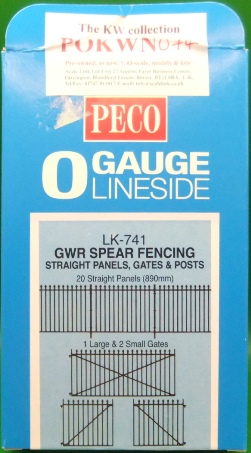 The KW collection
POKWN044
PECO
O GAUGE
LINESIDE
LK-741
GWR SPEAR FENCING
STRAIGHT PANELS, GATES & POSTS
20 Straight Panels (890mm)
1 Large & 2 Small Gates